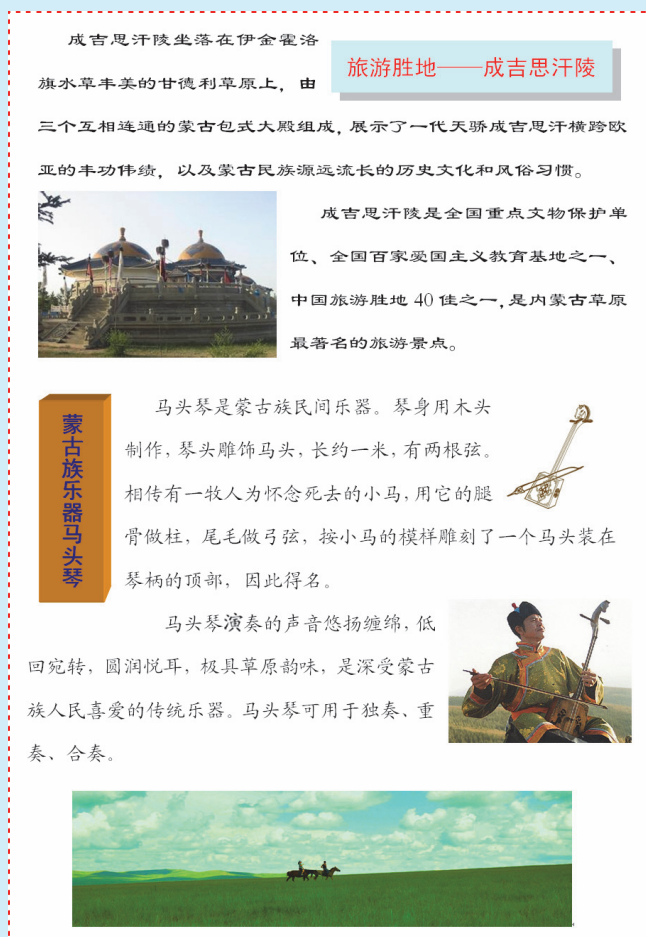 成吉思汗陵坐落在伊金霍洛
旅游胜地——成吉思汗陵
旗水草丰美的甘德利草原上，由
三个互相连通的蒙古包式大殿组成，展示了一代天骄成吉思汗横跨欧
亚的丰功伟绩，以及蒙古民族源远流长的历史文化和风俗习惯。
成吉思汗陵是全国重点文物保护单
位、全国百家爱国主义教育基地之一、
中国旅游胜地 40 佳之一，是内蒙古草原
最著名的旅游景点。
蒙古族乐器马头琴
马头琴是蒙古族民间乐器。琴身用木头
制作，琴头雕饰马头，长约一米，有两根弦。
相传有一牧人为怀念死去的小马，用它的腿
骨做柱，尾毛做弓弦，按小马的模样雕刻了一个马头装在
琴柄的顶部，因此得名。
马头琴演奏的声音悠扬缠绵，低
回宛转，圆润悦耳，极具草原韵味，是深受蒙古
族人民喜爱的传统乐器。马头琴可用于独奏、重
奏、合奏。